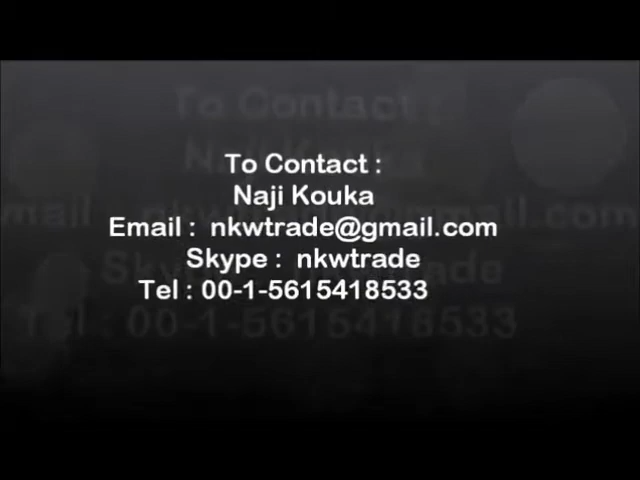 To Contact :
Naji Kouka
Email :  nkwtrade@gmail.com
Skype :  nkwtrade
Tel : 00-1-5615418533